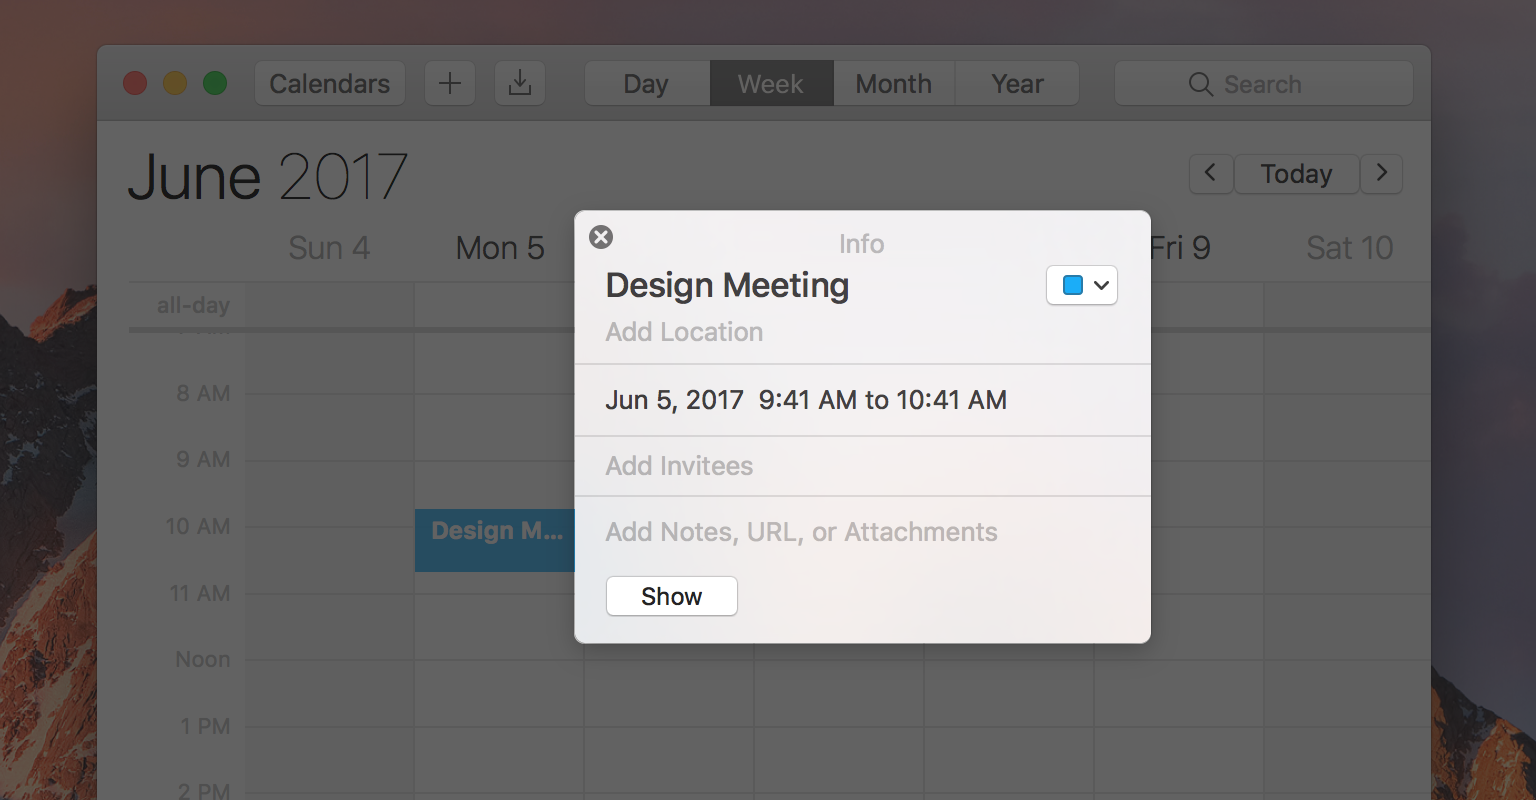 Calendars
Day Week Month Year
Search
June 2017
Today
Sun 4 Mon 5 Fri 9 Sat 10
all-day
8 AM
9 AM
10 AM
11 AM
Noon
1 PM
2 PM
Design M...
Info
Design Meeting
Add Location
Jun 5, 2017 9:41 AM to 10:41 AM
Add Invitees
Add Notes, URL, or Attachments
Show